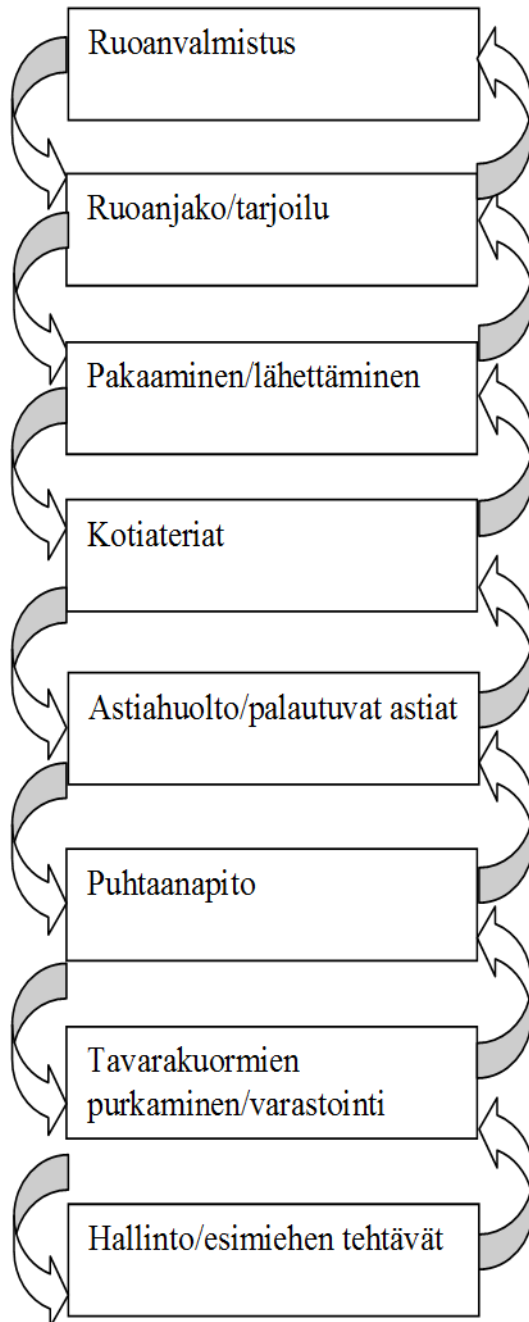 Ruoanvalmistus
Ruoanjako/tarjoilu
Pakaaminen/lähettäminen
Kotiateriat
Astiahuolto/palautuvat astiat
Puhtaanapito
Tavarakuormien
purkaminen/varastointi
Hallinto/esimiehen tehtävät